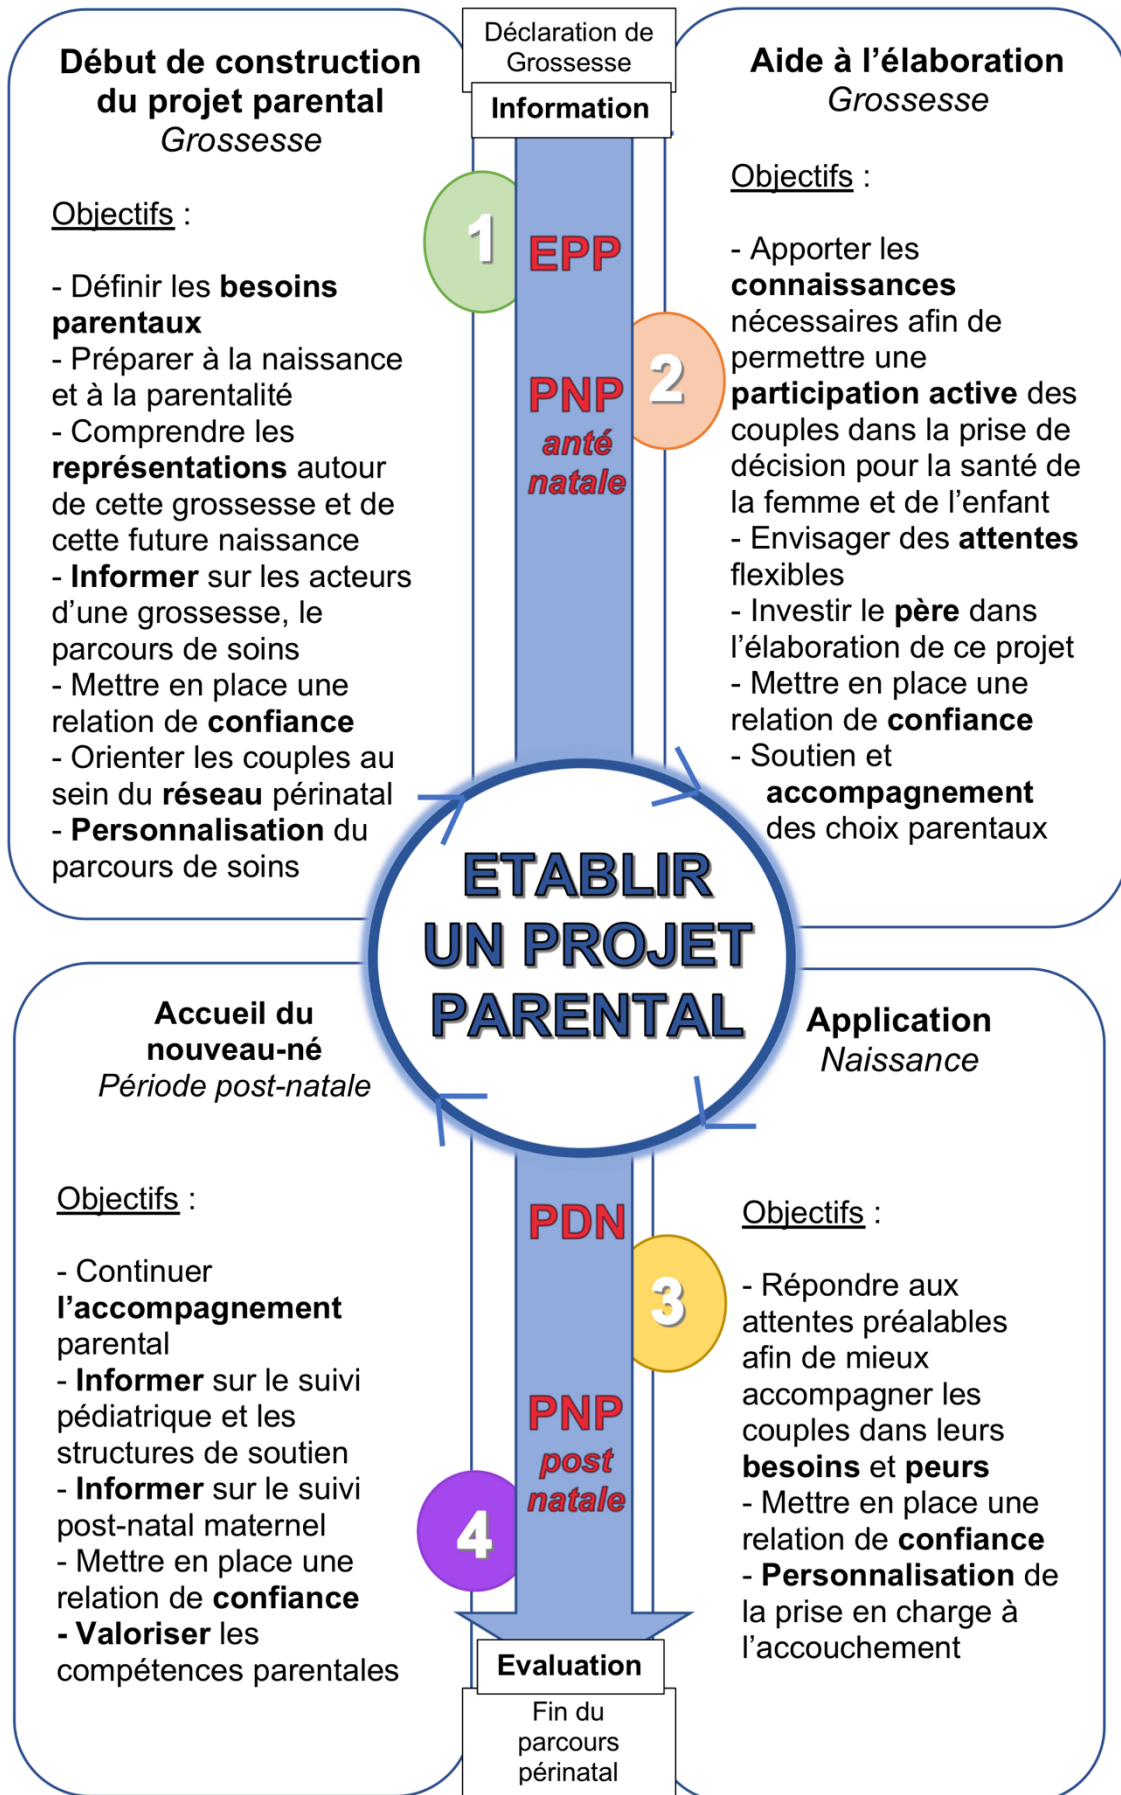 Déclaration de
Grossesse
Information
Début de construction
du projet parental
Grossesse
Objectifs :
- Définir les besoins
parentaux
- Préparer à la naissance
et à la parentalité
- Comprendre les
représentations autour
de cette grossesse et de
cette future naissance
- Informer sur les acteurs
d’une grossesse, le
parcours de soins
- Mettre en place une
relation de confiance
- Orienter les couples au
sein du réseau périnatal
- Personnalisation du
parcours de soins
1
EPP
PNP
anté
natale
2
Aide à l’élaboration
Grossesse
Objectifs :
- Apporter les
connaissances
nécessaires afin de
permettre une
participation active des
couples dans la prise de
décision pour la santé de
la femme et de l’enfant
- Envisager des attentes
flexibles
- Investir le père dans
l’élaboration de ce projet
- Mettre en place une
relation de confiance
- Soutien et
accompagnement
des choix parentaux
ETABLIR
UN PROJET
PARENTAL
Application
Naissance
Objectifs :
- Répondre aux
attentes préalables
afin de mieux
accompagner les
couples dans leurs
besoins et peurs
- Mettre en place une
relation de confiance
- Personnalisation de
la prise en charge à
l’accouchement
PDN
3
PNP
post
natale
4
Accueil du
nouveau-né
Période post-natale
Objectifs :
- Continuer
l’accompagnement
parental
- Informer sur le suivi
pédiatrique et les
structures de soutien
- Informer sur le suivi
post-natal maternel
- Mettre en place une
relation de confiance
- Valoriser les
compétences parentales
Evaluation
Fin du
parcours
périnatal